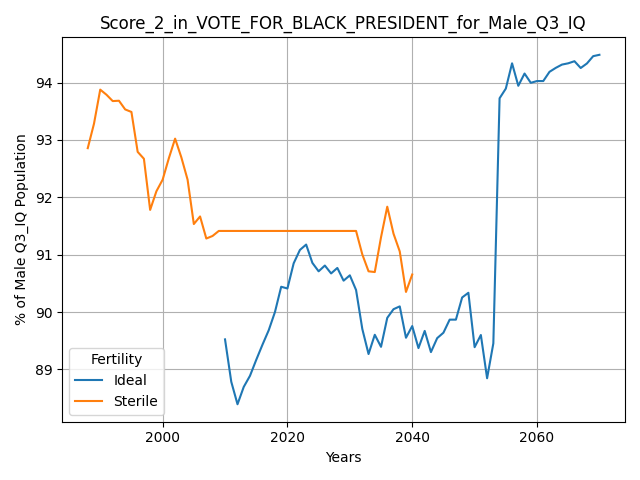 Score_2_in_VOTE_FOR_BLACK_PRESIDENT_for_Male_Q3_IQ
% of Male Q3_IQ Population
94
93
92
91
90
89
Fertility
Ideal
Sterile
2000 2020 2040 2060
Years